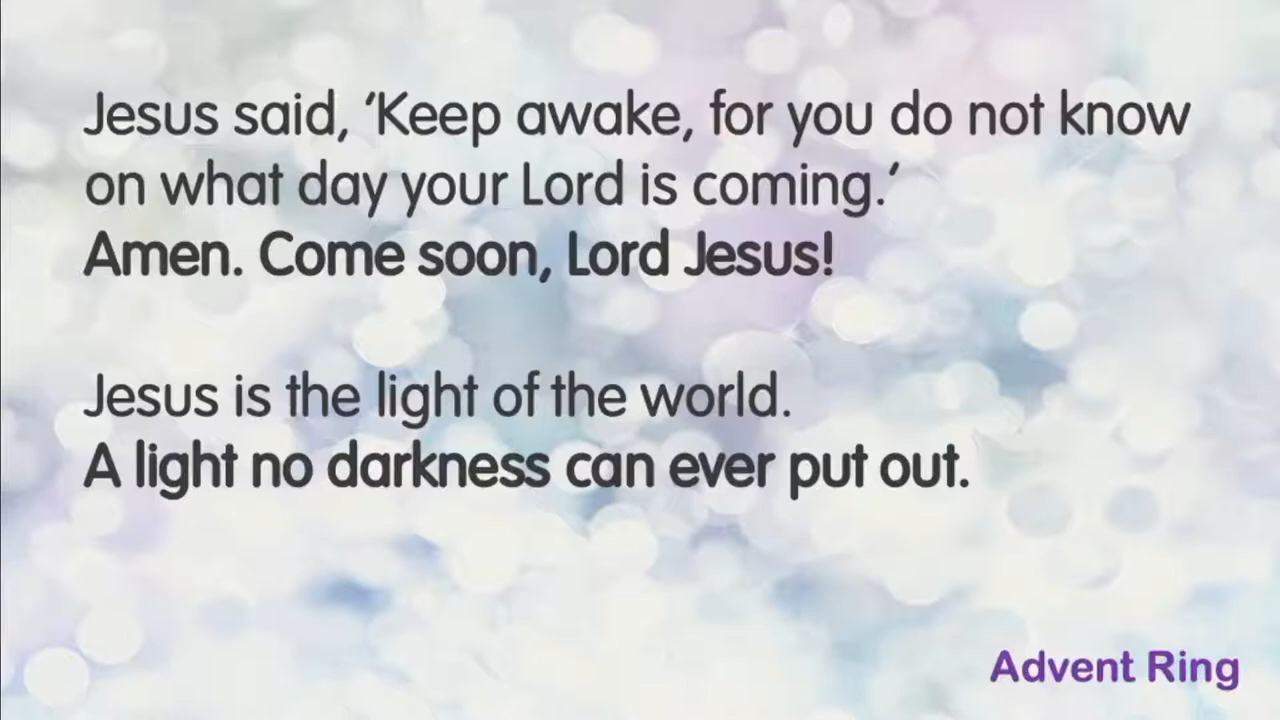 Jesus said, ‘Keep awake, for you do not know
on what day your Lord is coming.’
Amen. Come soon, Lord Jesus!
Jesus is the light of the world.
A light no darkness can ever put out.
Advent Ring